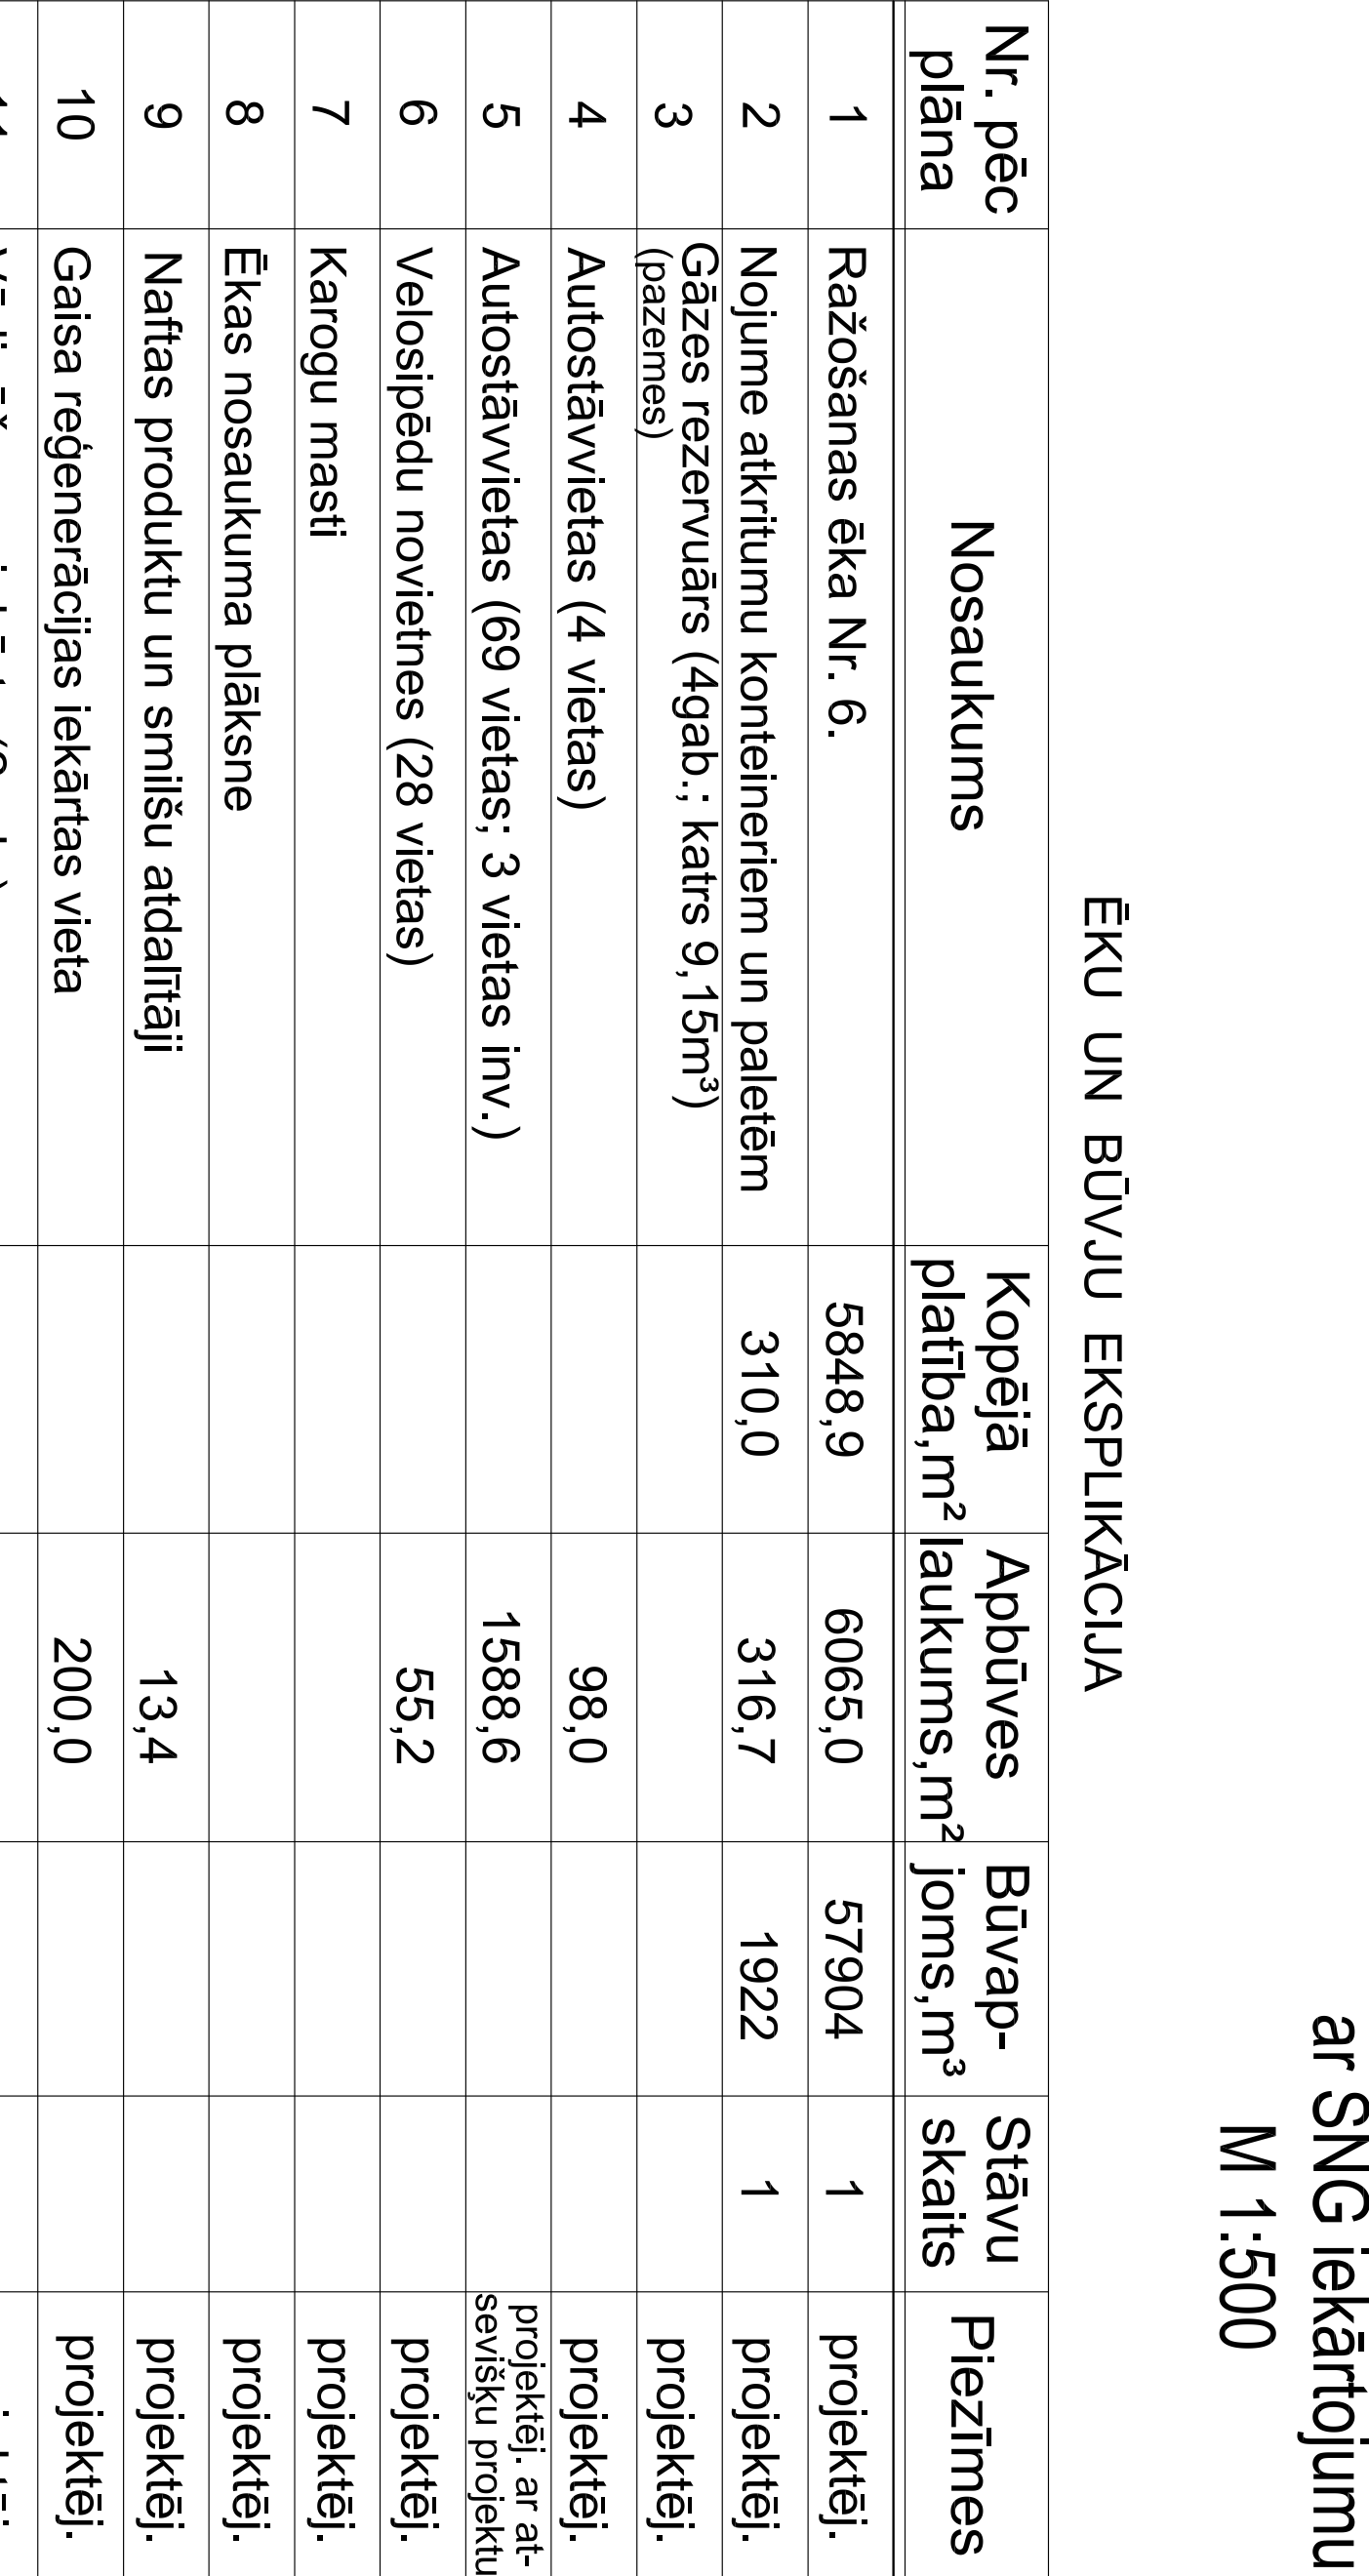 ar SNG iekārtojumu
M 1:500
ĒKU UN BŪVJU EKSPLIKĀCIJA
Nr. pēc plāna Nosaukums Kopējā platība,m² Apbūves laukums,m² Būvap-joms,m³ Stāvu skaits Piezīmes
1 Ražošanas ēka Nr. 6. 5848,9 6065,0 57904 1 projektēj.
2 Nojume atkritumu konteineriem un paletēm 310,0 316,7 1922 1 projektēj.
3 Gāzes rezervuārs (4gab.; katrs 9,15m³) (pazemes) projektēj.
4 Autostāvvietas (4 vietas) 98,0 projektēj.
5 Autostāvvietas (69 vietas; 3 vietas inv.) 1588,6 projektēj. ar at-sevišķu projektu
6 Velosipēdu novietnes (28 vietas) 55,2 projektēj.
7 Karogu masti projektēj.
8 Ēkas nosaukuma plāksne projektēj.
9 Naftas produktu un smilšu atdalītāji 13,4 projektēj.
10 Gaisa reģenerācijas iekārtas vieta 200,0 projektēj.